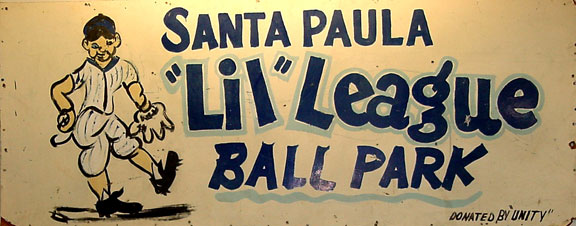 SANTA PAULA
"Lil" League
BALL PARK
DONATED BY UNITY"